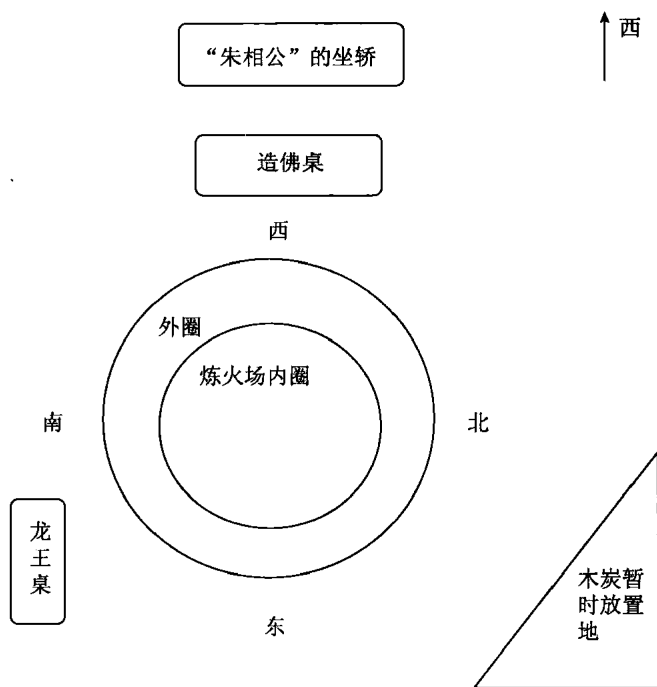 “朱相公”的坐轿
西
造佛桌
西
外圈
炼火场内圈
南
北
龙
王
桌
木炭暂
时放置
地
东